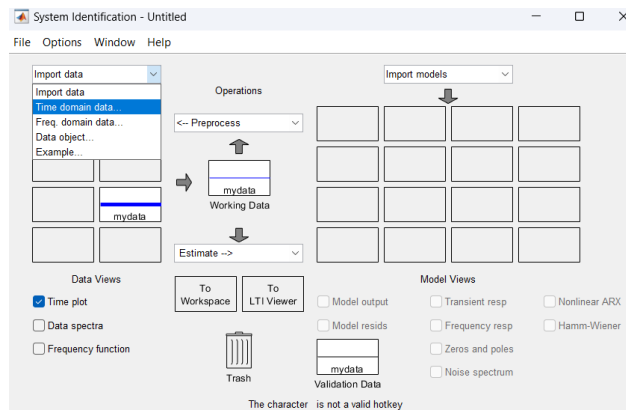 System Identification - Untitled
File Options Window Help
Import data
Import data
Time domain data...
Freq. domain data...
Data object...
Example...
Operations
<-- Preprocess
mydata
Working Data
mydata
Estimate -->
Import models
Data Views
To Workspace
To LTI Viewer
Model Views
Time plot
Data spectra
Frequency function
Model output
Transient resp
Nonlinear ARX
Model resids
Frequency resp
Hamm-Wiener
Zeros and poles
Noise spectrum
Trash
mydata
Validation Data
The character is not a valid hotkey